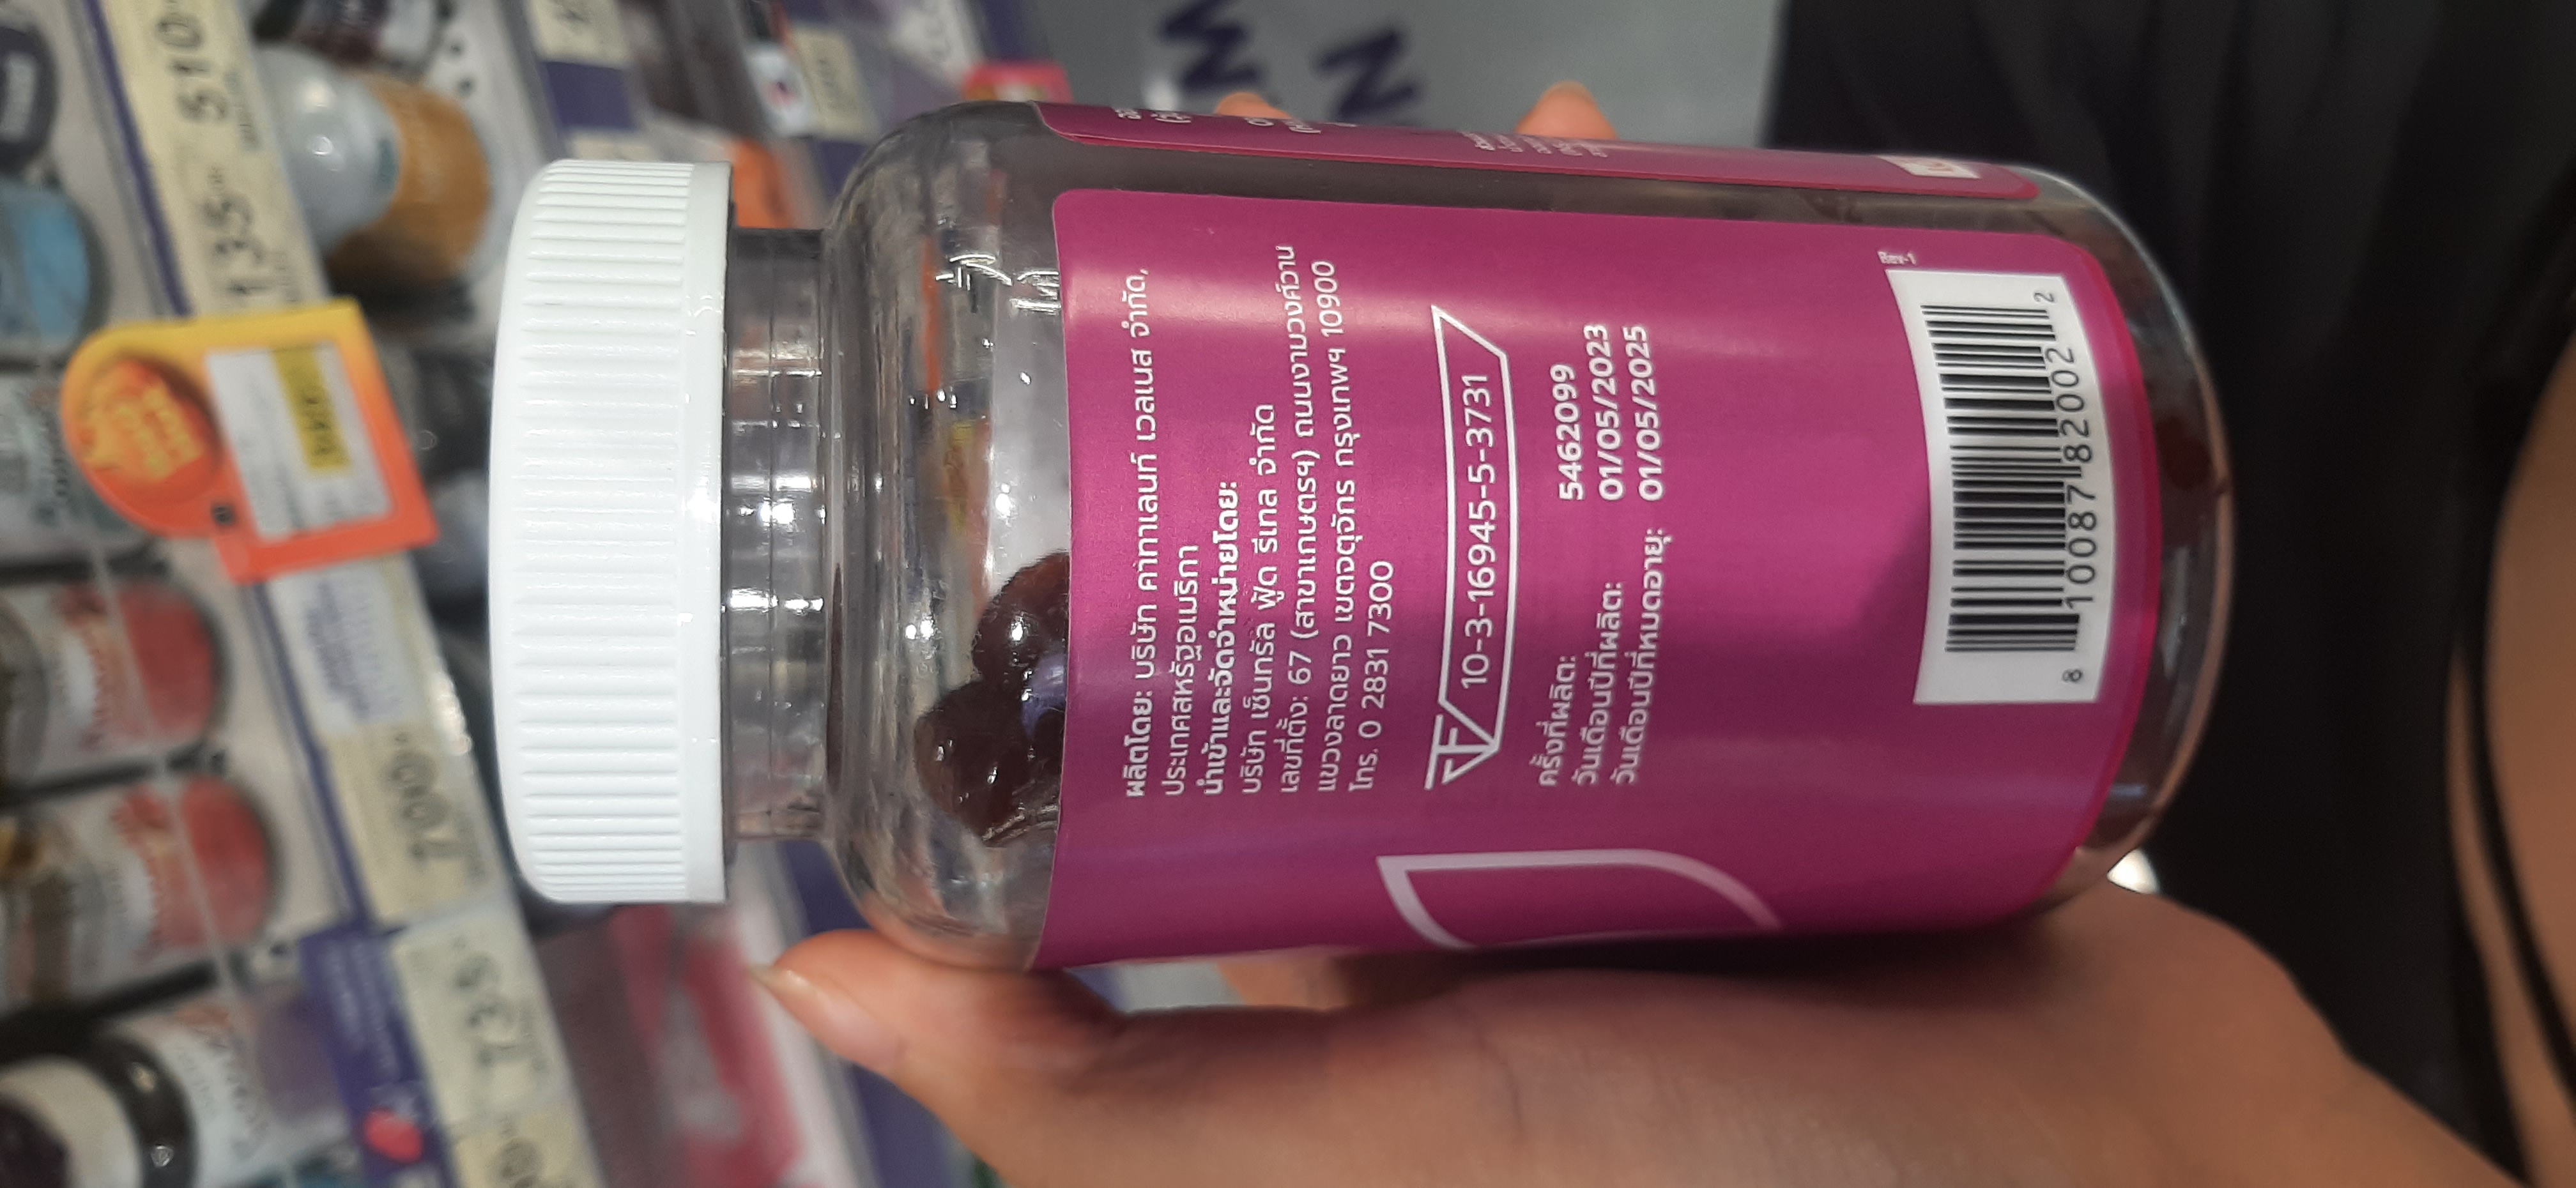 135
510
700
735
ผลิตโดย: บริษัท คาทาเลนท์ เวลเนส จำกัด,
ประเทศสหรัฐอเมริกา
นำเข้าและจัดจำหน่ายโดย:
บริษัท เซ็นทรัล ฟู้ด รีเทล จำกัด
เลขที่ตั้ง: 67 (สาขาเกษตรฯ) ถนนงามวงศ์วาน
แขวงลาดยาว เขตจตุจักร กรุงเทพฯ 10900
โทร. 0 2831 7300
10-3-16945-5-3731
ครั้งที่ผลิต: 5462099
วันเดือนปีที่ผลิต: 01/05/2023
วันเดือนปีที่หมดอายุ: 01/05/2025
8 10087 82002 2